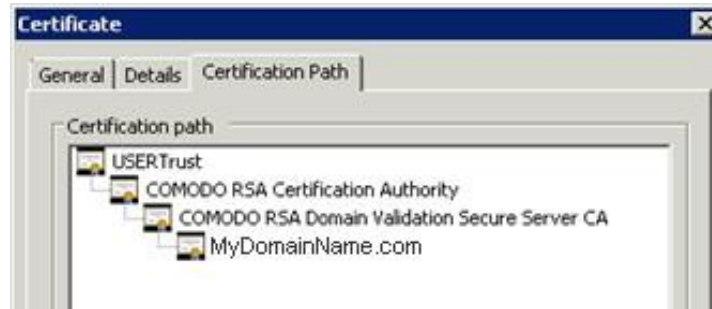 Certificate
General Details Certification Path
Certification path
USERTrust
COMODO RSA Certification Authority
COMODO RSA Domain Validation Secure Server CA
MyDomainName.com